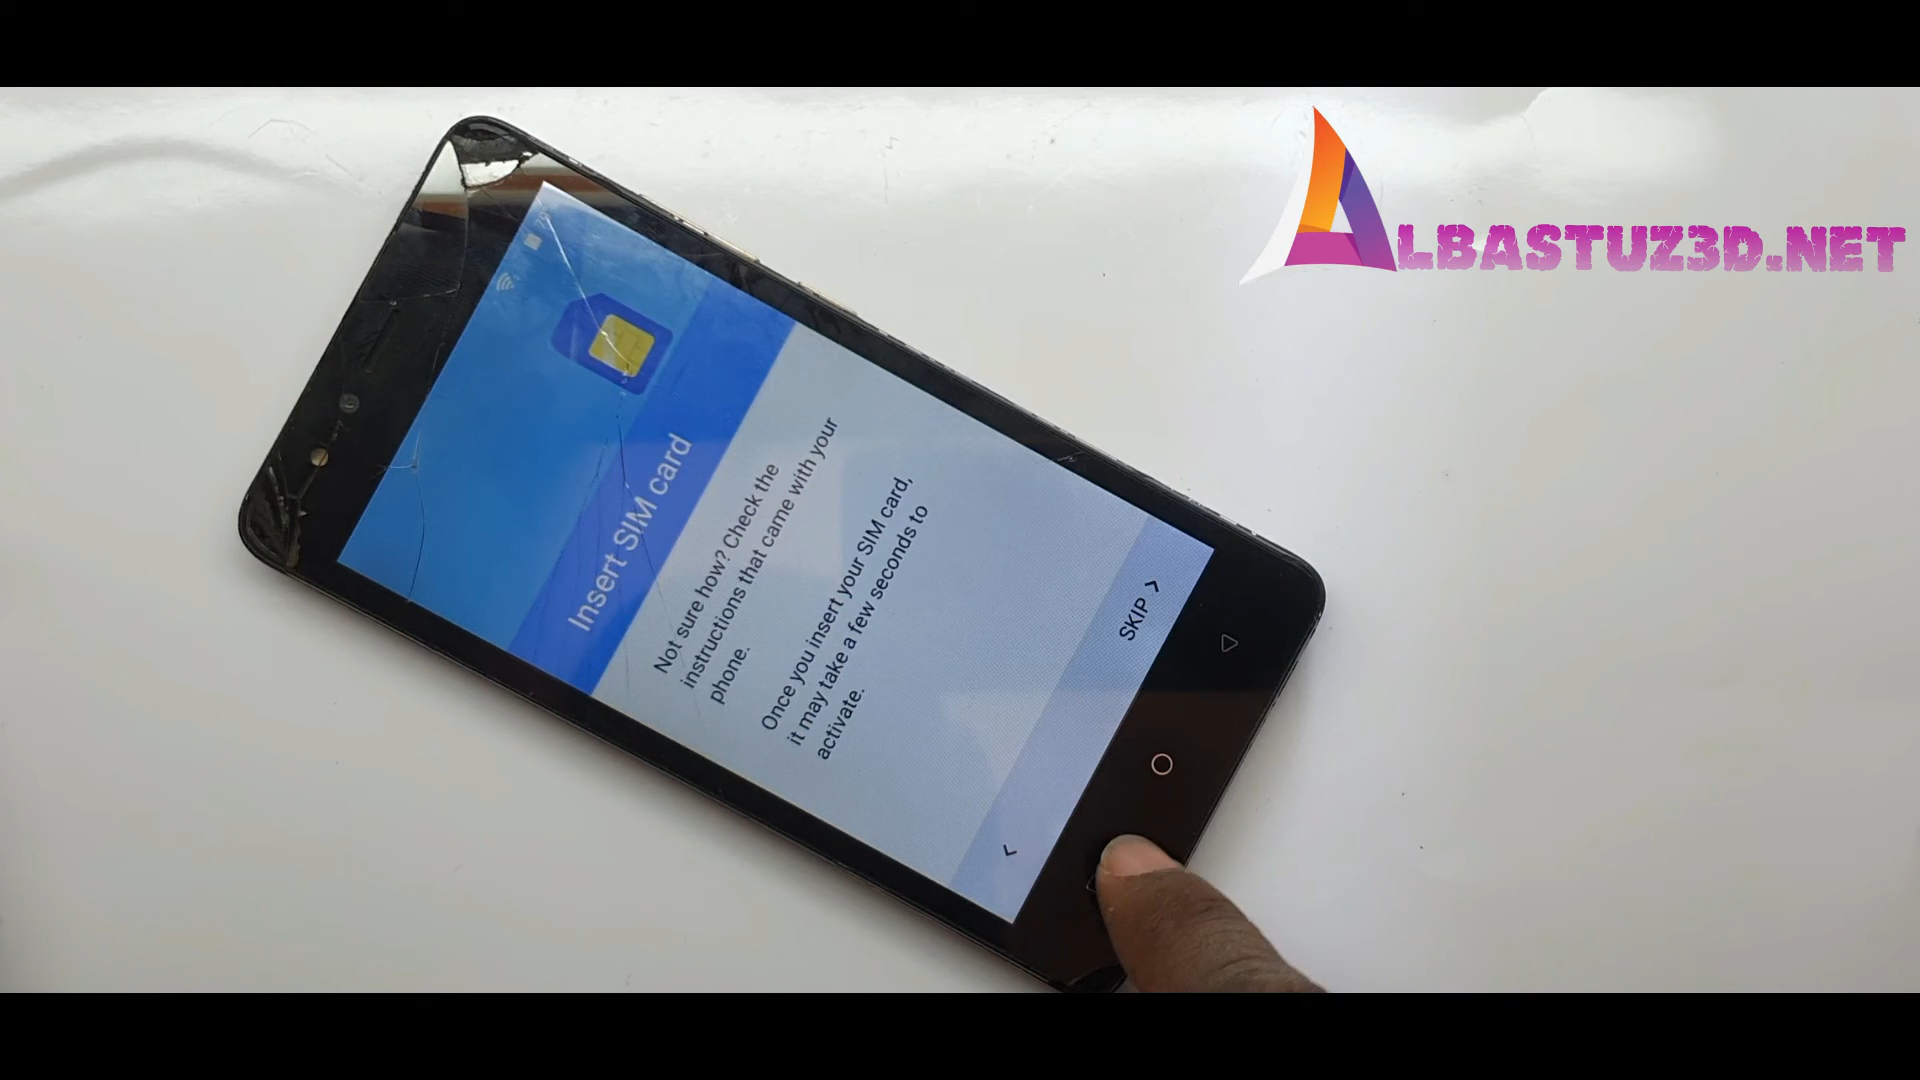 ALBASTUZ3D.NET
Insert SIM card
Not sure how? Check the
instructions that came with your
phone.
Once you insert your SIM card,
it may take a few seconds to
activate.
SKIP >
<